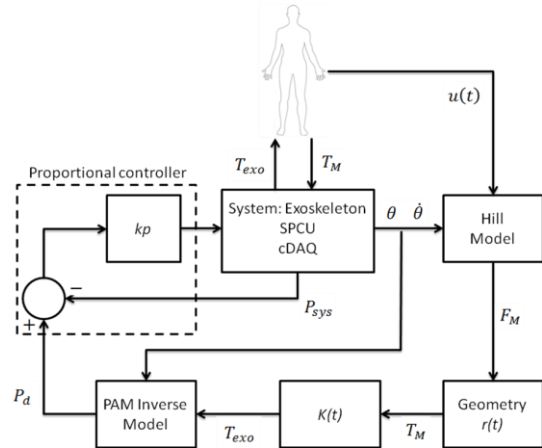 u(t)
T_exo
T_M
Proportional controller
kp
System: Exoskeleton
SPCU
cDAQ
θ θ̇
Hill
Model
−
+
P_sys
F_M
P_d
PAM Inverse
Model
T_exo
K(t)
T_M
Geometry
r(t)